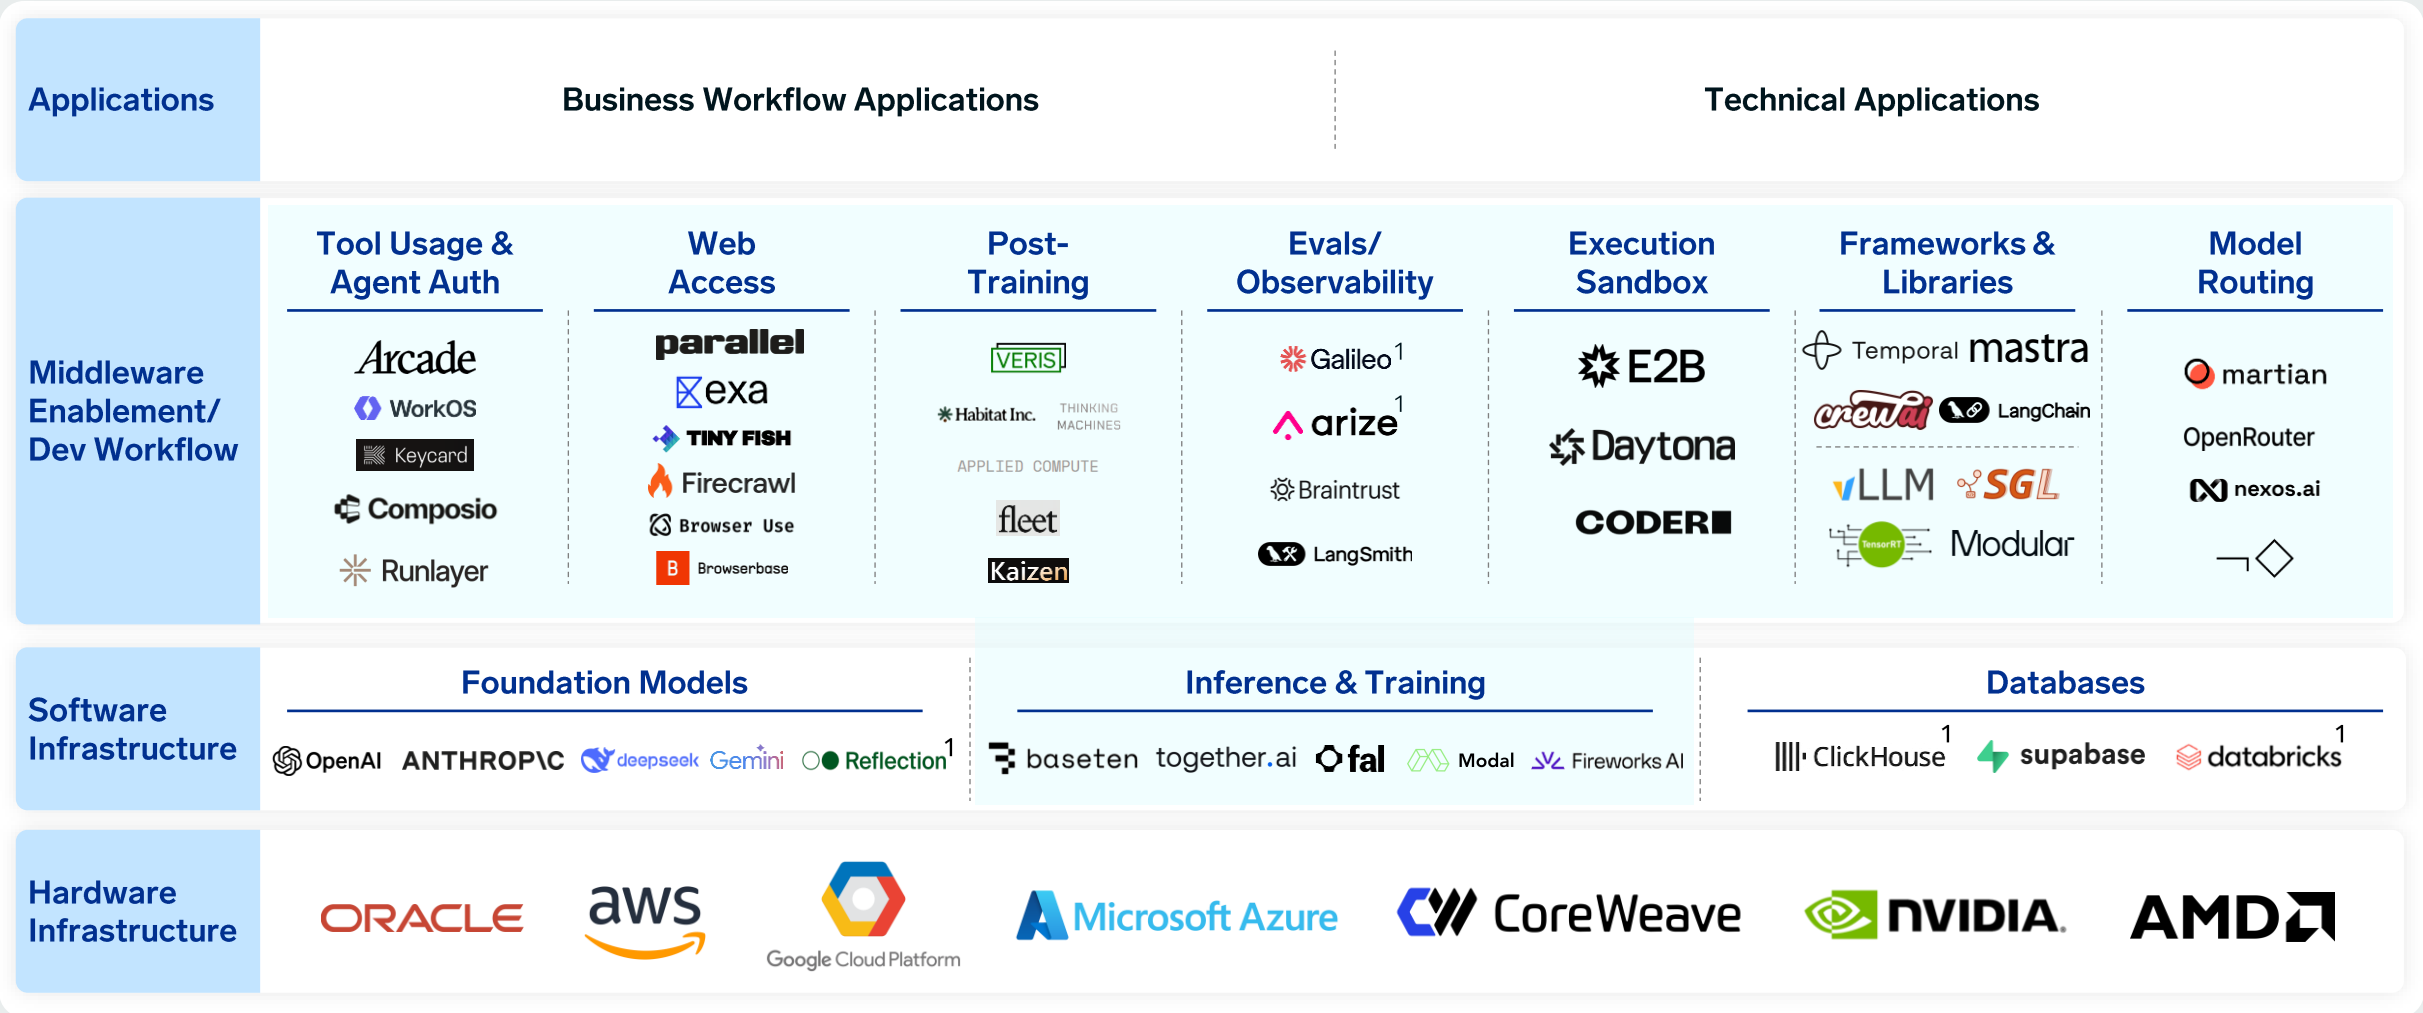 Applications
Business Workflow Applications
Technical Applications
Middleware
Enablement/
Dev Workflow
Tool Usage &
Agent Auth
Arcade
WorkOS
Keycard
Composio
Runlayer
Web
Access
parallel
exa
TINY FISH
Firecrawl
Browser Use
B Browserbase
Post-
Training
VERIS
Habitat Inc.
THINKING
MACHINES
APPLIED COMPUTE
fleet
Kaizen
Evals/
Observability
Galileo1
arize1
Braintrust
LangSmith
Execution
Sandbox
E2B
Daytona
CODER
Frameworks &
Libraries
Temporal mastra
crewai LangChain
vLLM SGL
TensorRT Modular
Model
Routing
martian
OpenRouter
nexos.ai
Software
Infrastructure
Foundation Models
OpenAI ANTHROP\C deepseek Gemini Reflection1
Inference & Training
baseten together.ai fal Modal Fireworks AI
Databases
ClickHouse1 supabase databricks1
Hardware
Infrastructure
ORACLE
aws
Google Cloud Platform
Microsoft Azure
CoreWeave
NVIDIA.
AMD